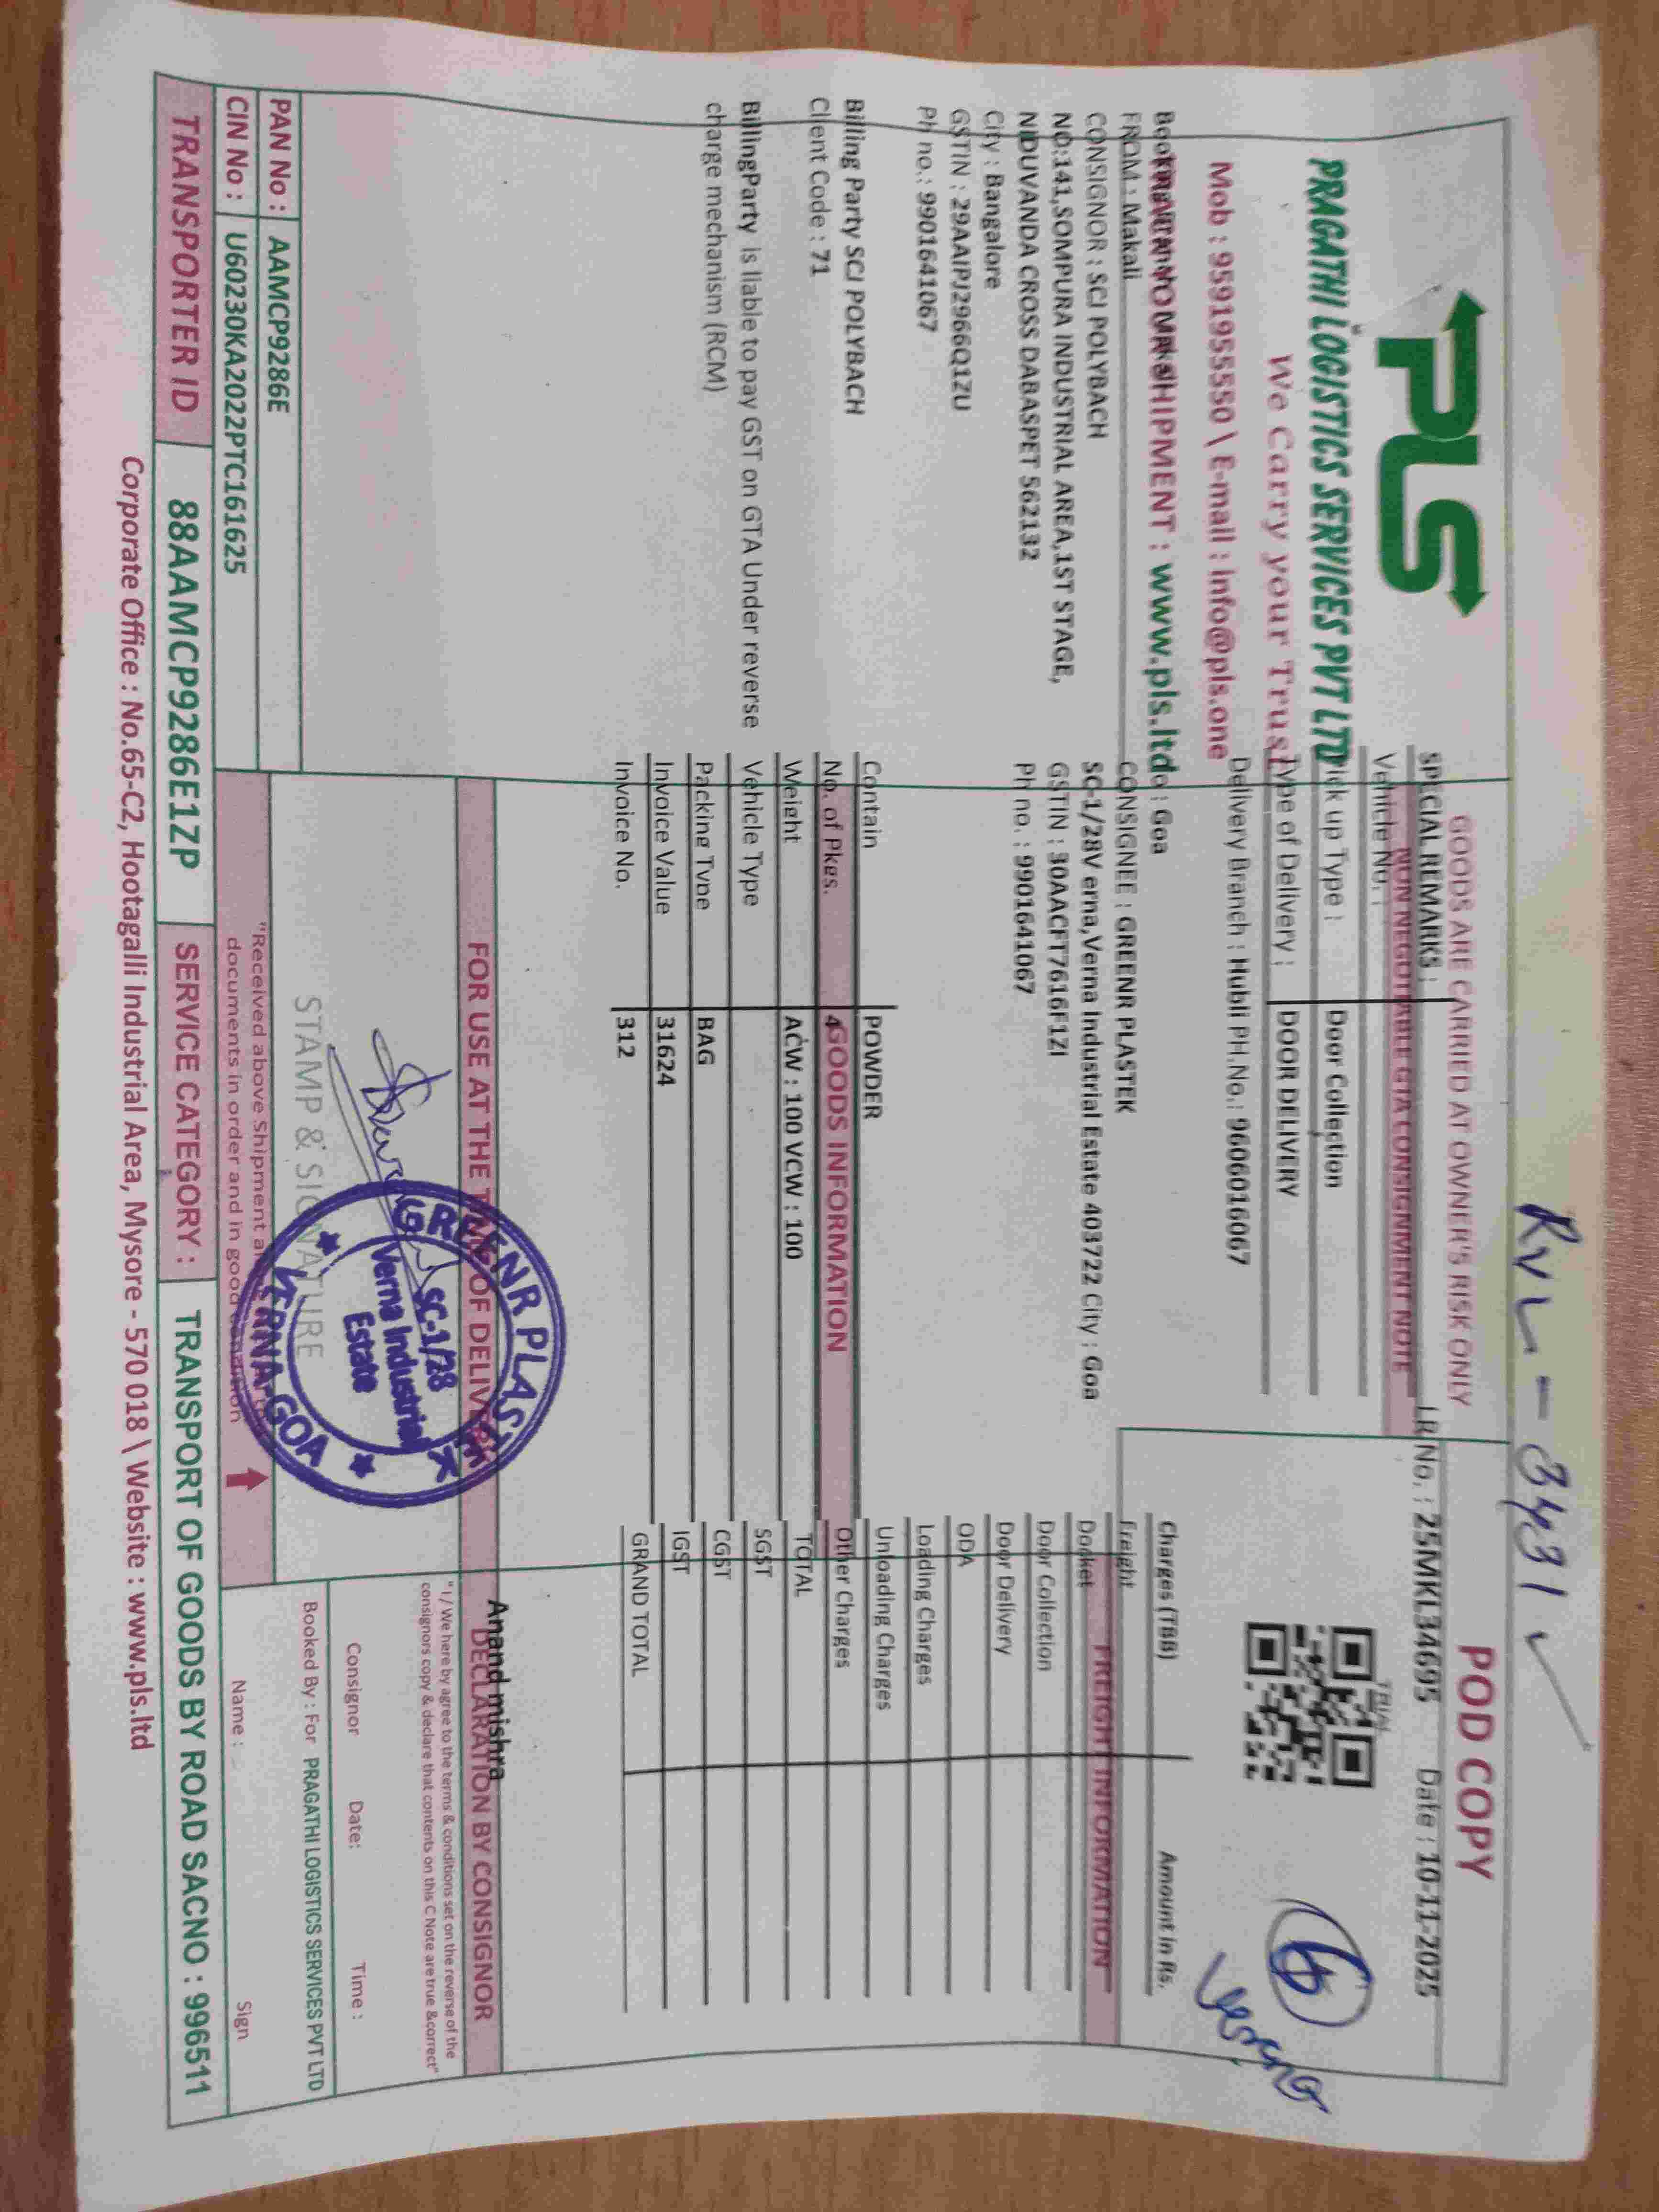 RVL - 3431
PLS
PRAGATHI LOGISTICS SERVICES PVT LTD
We Carry your Trust
Mob : 9591955550 \ E-mail : info@pls.one
SHIPMENT : www.pls.ltd
FROM : Makali
CONSIGNOR : SCJ POLYBACH
NO:141,SOMPURA INDUSTRIAL AREA,1ST STAGE,
NIDUVANDA CROSS DABASPET 562132
City : Bangalore
GSTIN : 29AAIPJ2966Q1ZU
Ph no.: 9901641067
Billing Party SCJ POLYBACH
Client Code : 71
BillingParty is liable to pay GST on GTA Under reverse
charge mechanism (RCM)
PAN No : AAMCP9286E
CIN No : U60230KA2022PTC161625
GOODS ARE CARRIED AT OWNER'S RISK ONLY
SPECIAL REMARKS :
NON NEGOTIABLE GTA CONSIGNMENT NOTE
Vehicle No. :
Pick up Type : Door Collection
Type of Delivery : DOOR DELIVERY
Delivery Branch : Hubli PH.No.: 9606016067
: Goa
CONSIGNEE : GREENR PLASTEK
SC-1/28V erna,Verna Industrial Estate 403722 City : Goa
GSTIN : 30AACFT7616F1ZI
Ph no. : 9901641067
Contain POWDER
GOODS INFORMATION
No. of Pkgs. 4
Weight ACW : 100 VCW : 100
Vehicle Type
Packing Type BAG
Invoice Value 31624
Invoice No. 312
FOR USE AT THE TIME OF DELIVERY
STAMP & SIGNATURE
GREENR PLASTEK
SC-1/28
Verna Industrial
Estate
VERNA-GOA
"Received above Shipment
documents in order and in good condition
POD COPY
LR No. : 25MKL34695 Date : 10-11-2025
TRIAL
Charges (TBB) Amount in Rs.
FREIGHT INFORMATION
Freight
Docket
Door Collection
Door Delivery
ODA
Loading Charges
Unloading Charges
Other Charges
TOTAL
SGST
CGST
IGST
GRAND TOTAL
Anand mishra
DECLARATION BY CONSIGNOR
"I / We here by agree to the terms & conditions set on the reverse of the
consignors copy & declare that contents on this C Note are true & correct"
Consignor Date: Time :
Booked By : For PRAGATHI LOGISTICS SERVICES PVT LTD
Name : Sign
TRANSPORTER ID 88AAMCP9286E1ZP SERVICE CATEGORY : TRANSPORT OF GOODS BY ROAD SACNO : 996511
Corporate Office : No.65-C2, Hootagalli Industrial Area, Mysore - 570 018 \ Website : www.pls.ltd